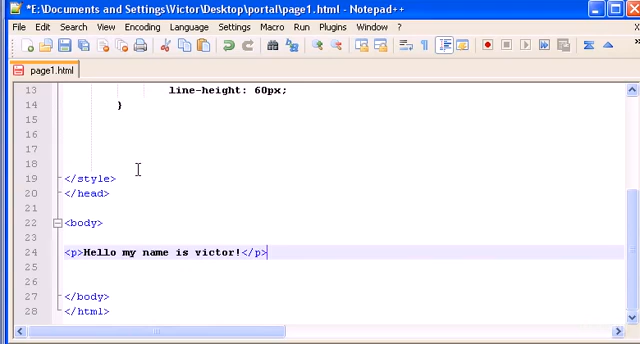 *E:\Documents and Settings\Victor\Desktop\portal\page1.html - Notepad++
File Edit Search View Encoding Language Settings Macro Run Plugins Window ?
page1.html
13 line-height: 60px;
14 }
15
16
17
18
19 </style>
20 </head>
21
22 <body>
23
24 <p>Hello my name is victor!</p>
25
26
27 </body>
28 </html>